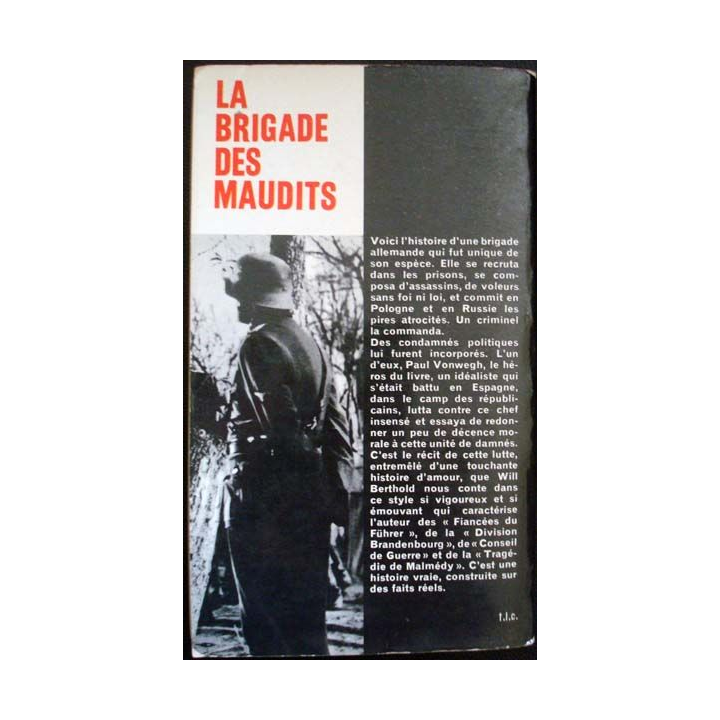 LA
BRIGADE
DES
MAUDITS
Voici l'histoire d'une brigade
allemande qui fut unique de
son espèce. Elle se recruta
dans les prisons, se com-
posa d'assassins, de voleurs
sans foi ni loi, et commit en
Pologne et en Russie les
pires atrocités. Un criminel
la commanda.
Des condamnés politiques
lui furent incorporés. L'un
d'eux, Paul Vonwegh, le hé-
ros du livre, un idéaliste qui
s'était battu en Espagne,
dans le camp des républi-
cains, lutta contre ce chef
insensé et essaya de redon-
ner un peu de décence mo-
rale à cette unité de damnés.
C'est le récit de cette lutte,
entremêlé d'une touchante
histoire d'amour, que Will
Berthold nous conte dans
ce style si vigoureux et si
émouvant qui caractérise
l'auteur des « Fiancées du
Führer », de la « Division
Brandenbourg », de « Conseil
de Guerre » et de la « Tragé-
die de Malmédy ». C'est une
histoire vraie, construite sur
des faits réels.
t.l.c.